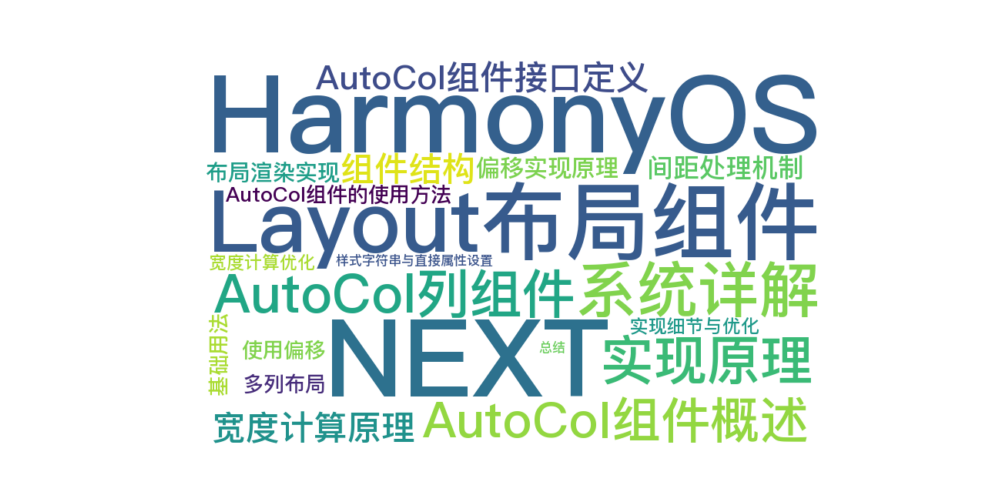 AutoCol组件接口定义
HarmonyOS
布局渲染实现
组件结构
偏移实现原理
间距处理机制
AutoCol组件的使用方法
Layout布局组件
宽度计算优化
样式字符串与直接属性设置
AutoCol列组件
系统详解
基础用法
使用偏移
多列布局
NEXT
总结
实现细节与优化
实现原理
宽度计算原理
AutoCol组件概述